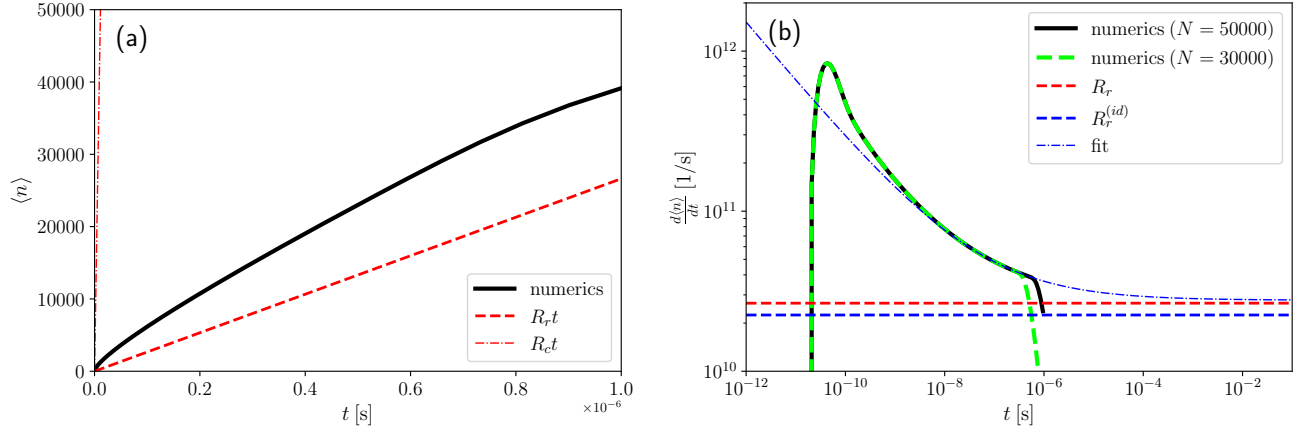 (a)
50000
40000
30000
20000
10000
0
⟨n⟩
0.0
0.2
0.4
0.6
0.8
1.0
×10⁻⁶
t [s]
numerics
R_r t
R_c t
(b)
10¹²
10¹¹
10¹⁰
d⟨n⟩/dt [1/s]
10⁻¹²
10⁻¹⁰
10⁻⁸
10⁻⁶
10⁻⁴
10⁻²
t [s]
numerics (N = 50000)
numerics (N = 30000)
R_r
R_r^(id)
fit